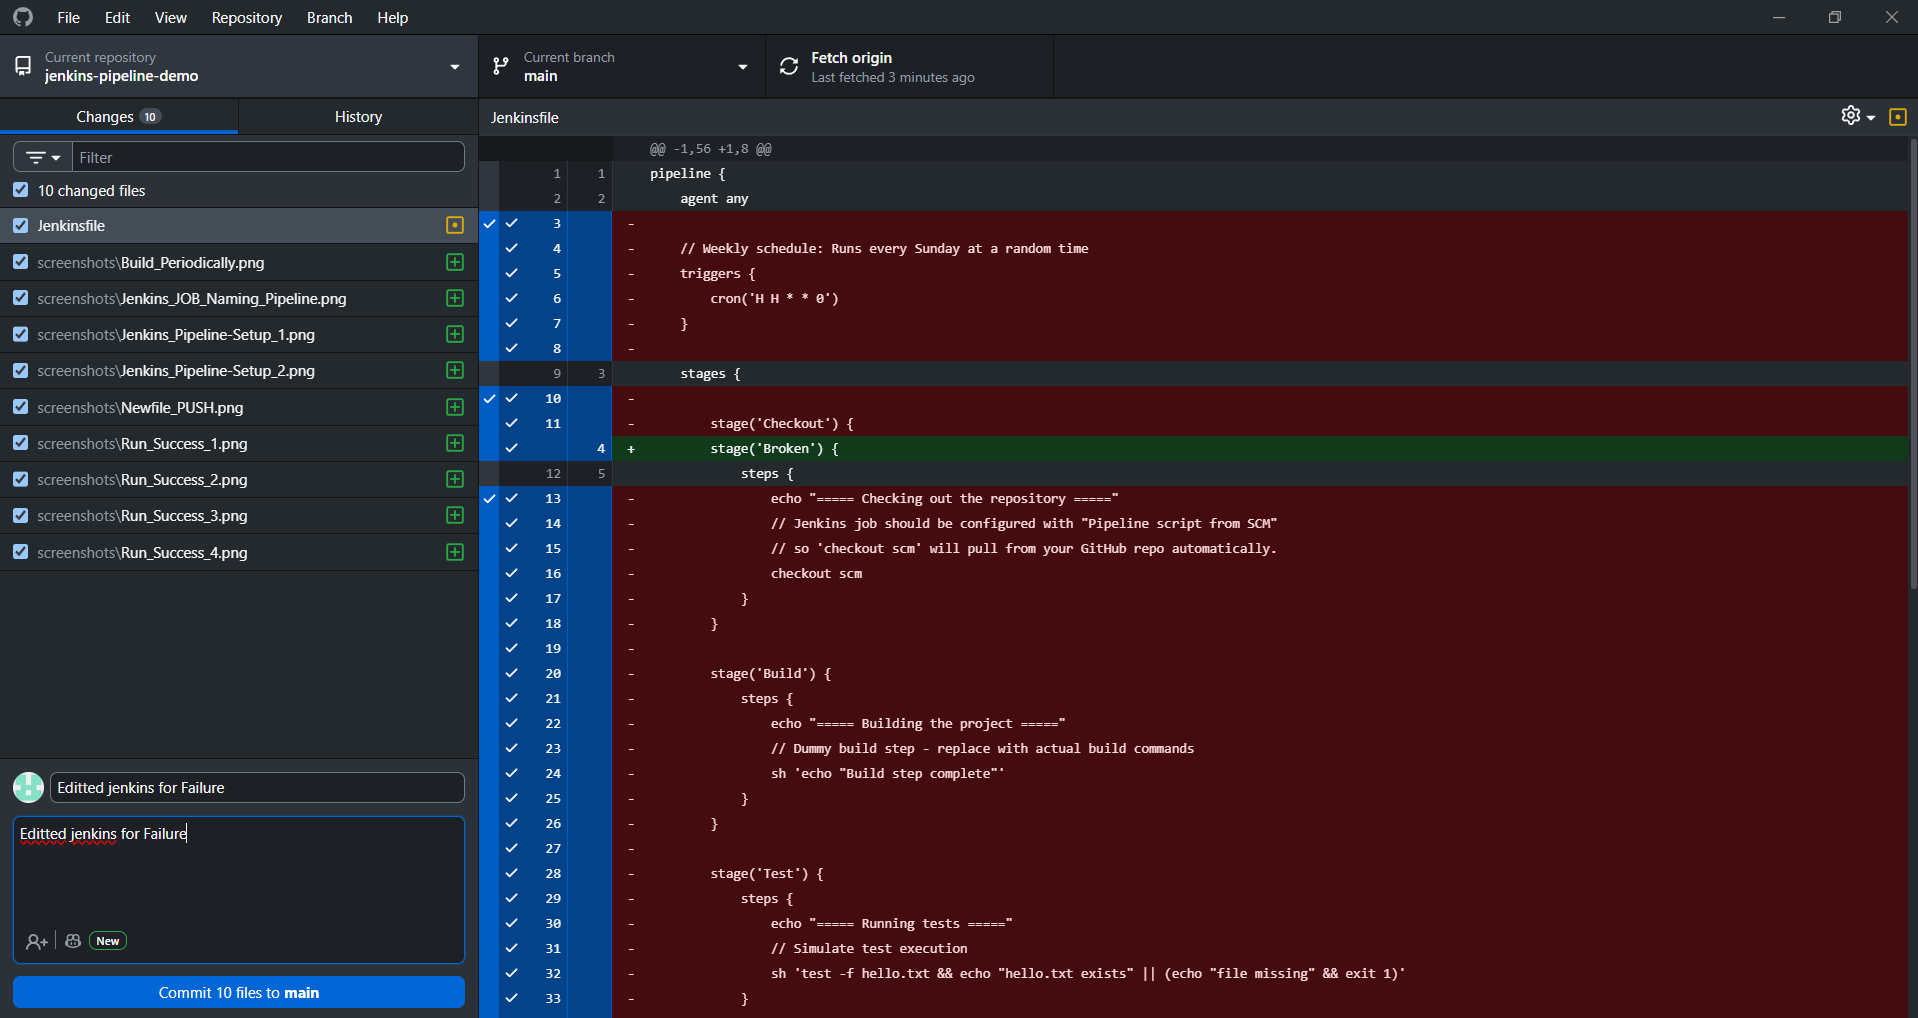 File Edit View Repository Branch Help
Current repository
jenkins-pipeline-demo
Current branch
main
Fetch origin
Last fetched 3 minutes ago
Changes 10
History
Filter
10 changed files
Jenkinsfile
screenshots\Build_Periodically.png
screenshots\Jenkins_JOB_Naming_Pipeline.png
screenshots\Jenkins_Pipeline-Setup_1.png
screenshots\Jenkins_Pipeline-Setup_2.png
screenshots\Newfile_PUSH.png
screenshots\Run_Success_1.png
screenshots\Run_Success_2.png
screenshots\Run_Success_3.png
screenshots\Run_Success_4.png
Editted jenkins for Failure
Editted jenkins for Failure
New
Commit 10 files to main
Jenkinsfile
@@ -1,56 +1,8 @@
1 1 pipeline {
2 2 agent any
3 -
4 - // Weekly schedule: Runs every Sunday at a random time
5 - triggers {
6 - cron('H H * * 0')
7 - }
8 -
9 3 stages {
10 -
11 - stage('Checkout') {
4 + stage('Broken') {
12 5 steps {
13 - echo "===== Checking out the repository ====="
14 - // Jenkins job should be configured with "Pipeline script from SCM"
15 - // so 'checkout scm' will pull from your GitHub repo automatically.
16 - checkout scm
17 - }
18 - }
19 -
20 - stage('Build') {
21 - steps {
22 - echo "===== Building the project ====="
23 - // Dummy build step - replace with actual build commands
24 - sh 'echo "Build step complete"'
25 - }
26 - }
27 -
28 - stage('Test') {
29 - steps {
30 - echo "===== Running tests ====="
31 - // Simulate test execution
32 - sh 'test -f hello.txt && echo "hello.txt exists" || (echo "file missing" && exit 1)'
33 - }